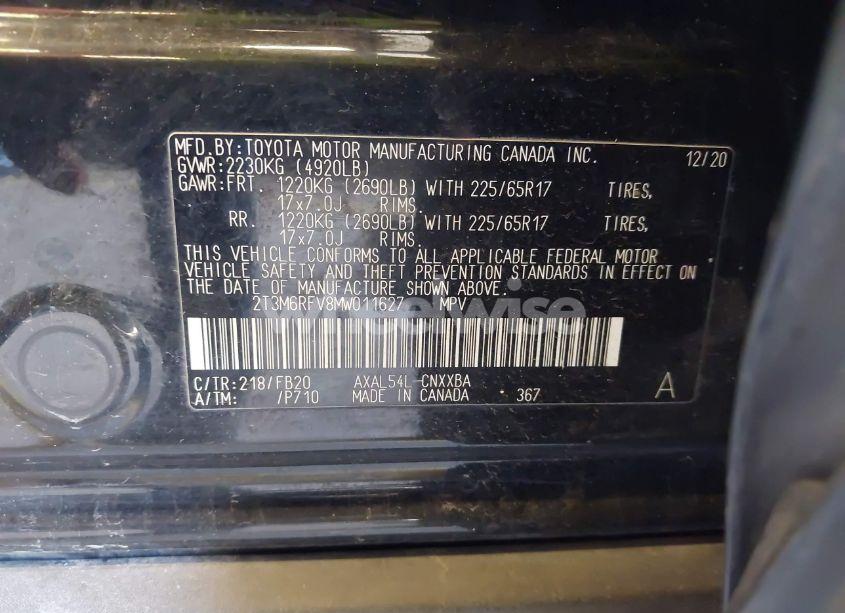 MFD.BY:TOYOTA MOTOR MANUFACTURING CANADA INC. 12/20
GVWR:2230KG (4920LB)
GAWR:FRT. 1220KG (2690LB) WITH 225/65R17 TIRES,
17x7.0J RIMS.
RR. 1220KG (2690LB) WITH 225/65R17 TIRES,
17x7.0J RIMS.
THIS VEHICLE CONFORMS TO ALL APPLICABLE FEDERAL MOTOR
VEHICLE SAFETY AND THEFT PREVENTION STANDARDS IN EFFECT ON
THE DATE OF MANUFACTURE SHOWN ABOVE.
2T3M6RFV8MW011627 MPV
wheelwise
C/TR:218/FB20 AXAL54L-CNXXBA
A/TM: /P710 MADE IN CANADA 367 A